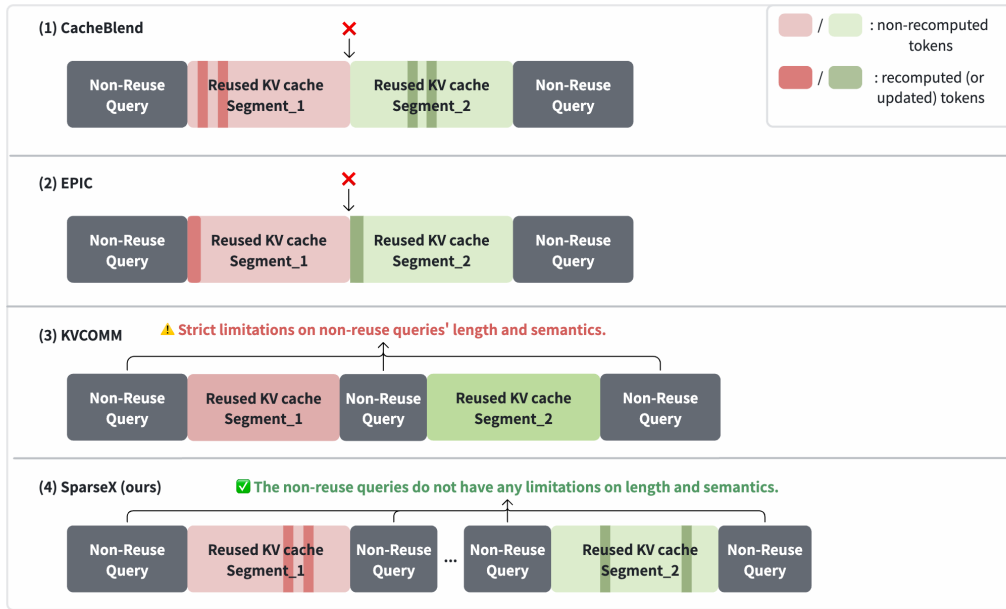 (1) CacheBlend
/ : non-recomputed
tokens
/ : recomputed (or
updated) tokens
Non-Reuse
Query
Reused KV cache
Segment_1
Reused KV cache
Segment_2
Non-Reuse
Query
(2) EPIC
Non-Reuse
Query
Reused KV cache
Segment_1
Reused KV cache
Segment_2
Non-Reuse
Query
(3) KVCOMM
Strict limitations on non-reuse queries' length and semantics.
Non-Reuse
Query
Reused KV cache
Segment_1
Non-Reuse
Query
Reused KV cache
Segment_2
Non-Reuse
Query
(4) SparseX (ours)
The non-reuse queries do not have any limitations on length and semantics.
Non-Reuse
Query
Reused KV cache
Segment_1
Non-Reuse
Query
...
Non-Reuse
Query
Reused KV cache
Segment_2
Non-Reuse
Query